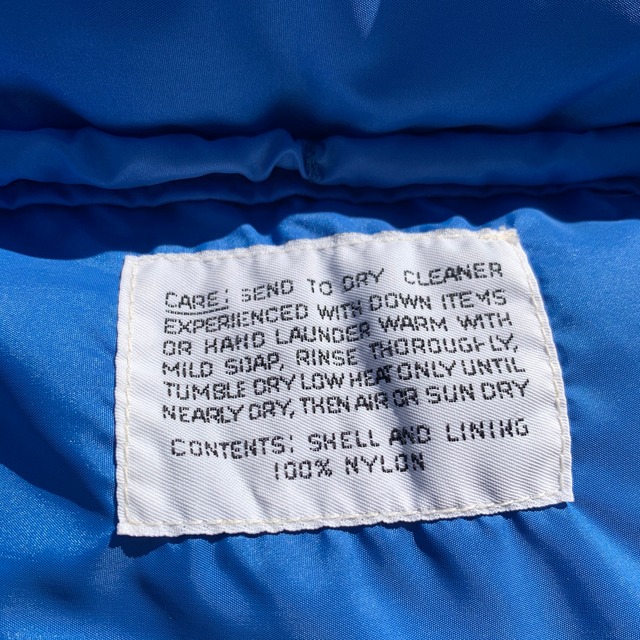 CARE: SEND TO DRY CLEANER
EXPERIENCED WITH DOWN ITEMS
OR HAND LAUNDER WARM WITH
MILD SOAP, RINSE THOROUGHLY,
TUMBLE DRY LOW HEAT ONLY UNTIL
NEARLY DRY, THEN AIR OR SUN DRY
CONTENTS: SHELL AND LINING
100% NYLON